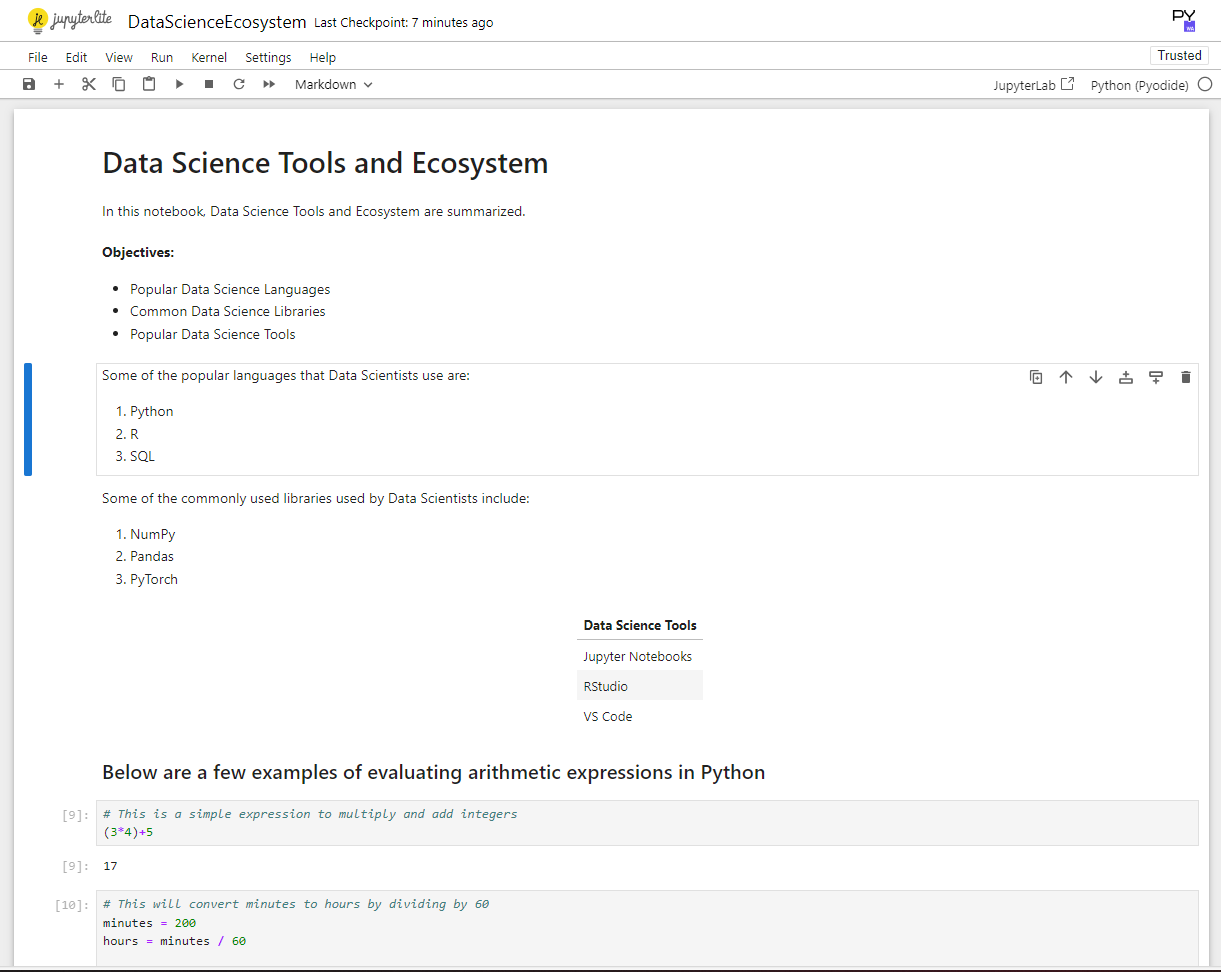 jupyterlite DataScienceEcosystem Last Checkpoint: 7 minutes ago
PY
File Edit View Run Kernel Settings Help
Trusted
Markdown
JupyterLab Python (Pyodide)
Data Science Tools and Ecosystem
In this notebook, Data Science Tools and Ecosystem are summarized.
Objectives:
• Popular Data Science Languages
• Common Data Science Libraries
• Popular Data Science Tools
Some of the popular languages that Data Scientists use are:
1. Python
2. R
3. SQL
Some of the commonly used libraries used by Data Scientists include:
1. NumPy
2. Pandas
3. PyTorch
Data Science Tools
Jupyter Notebooks
RStudio
VS Code
Below are a few examples of evaluating arithmetic expressions in Python
[9]: # This is a simple expression to multiply and add integers
(3*4)+5
[9]: 17
[10]: # This will convert minutes to hours by dividing by 60
minutes = 200
hours = minutes / 60